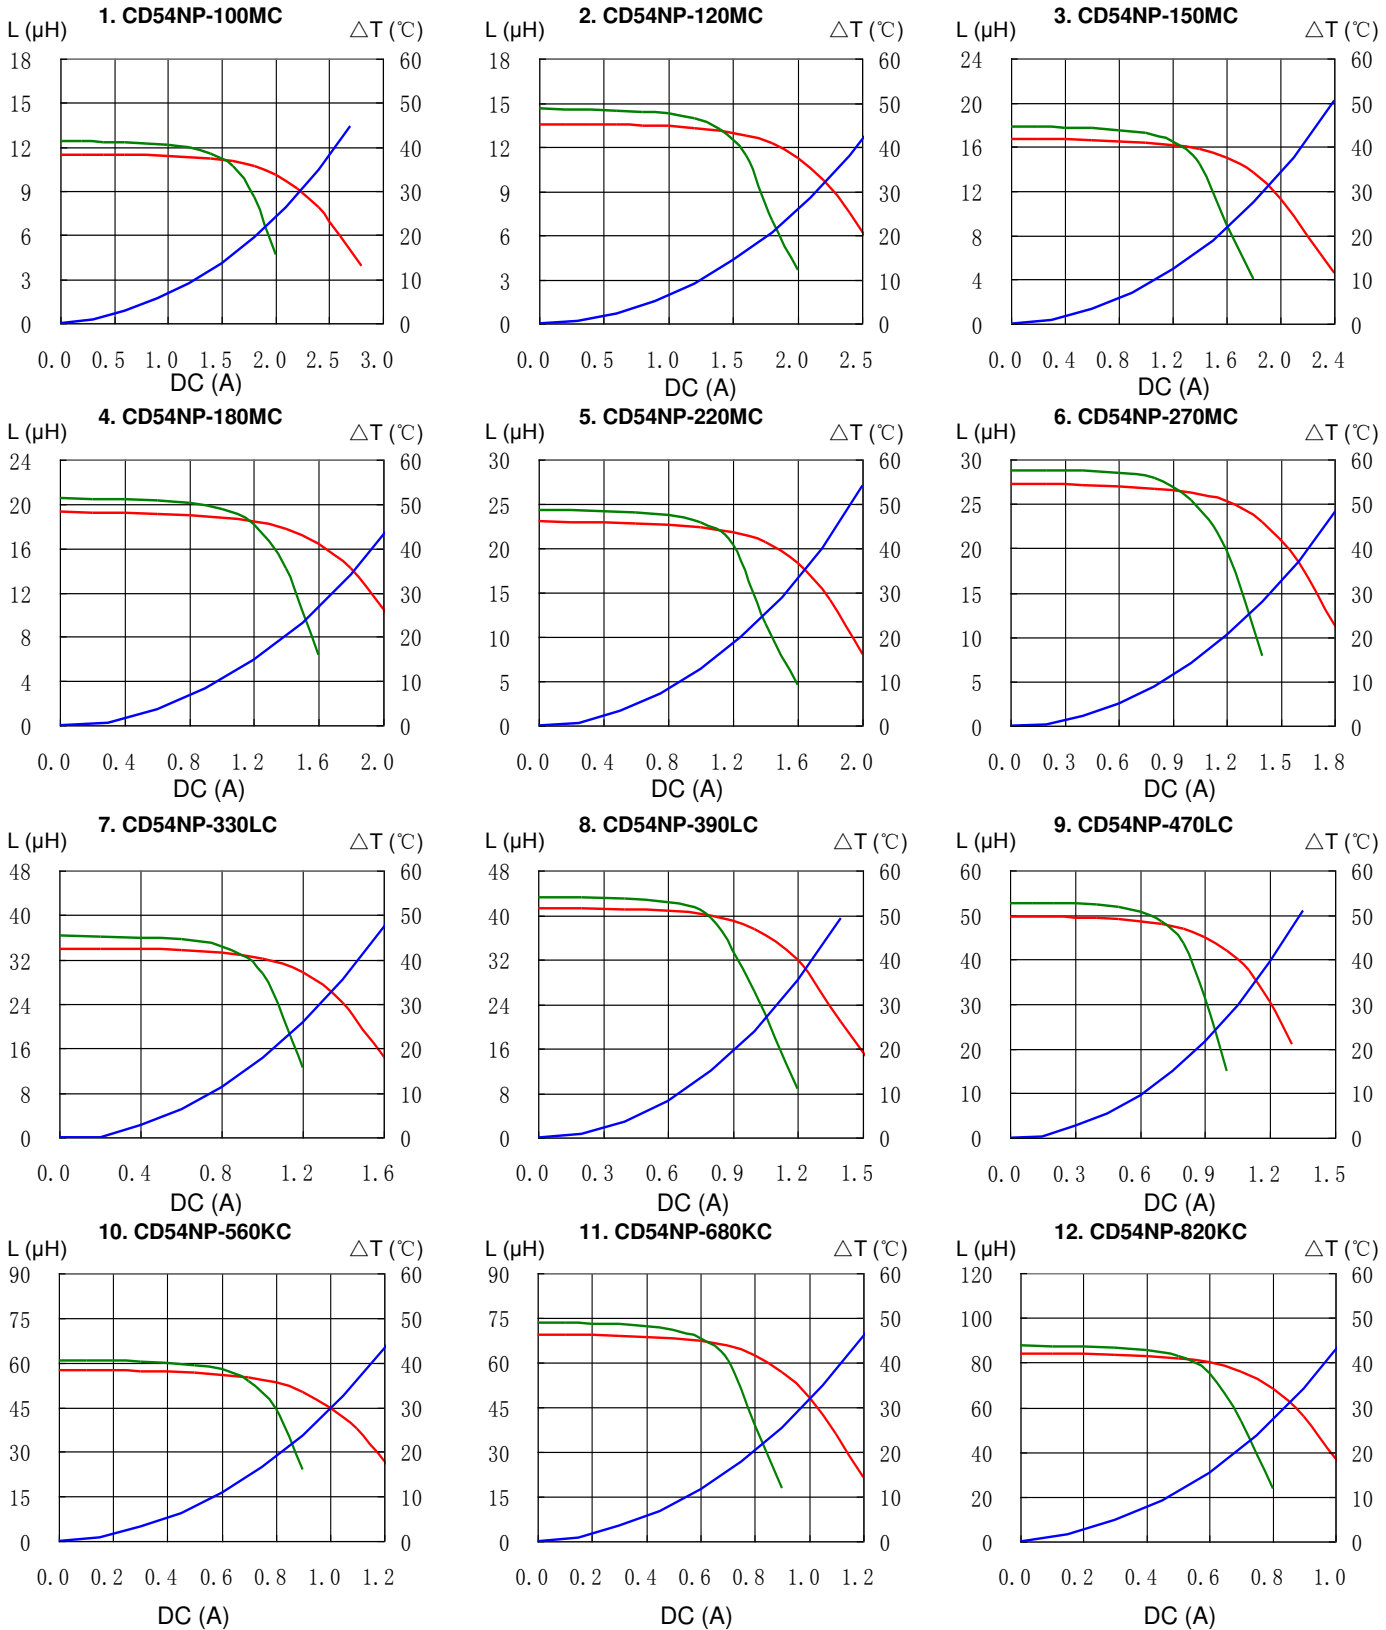 1. CD54NP-100MC
L (µH) △T (℃)
18 60
15 50
12 40
9 30
6 20
3 10
0 0
0.0 0.5 1.0 1.5 2.0 2.5 3.0
DC (A)
2. CD54NP-120MC
L (µH) △T (℃)
18 60
15 50
12 40
9 30
6 20
3 10
0 0
0.0 0.5 1.0 2.0 2.5
DC (A)
3. CD54NP-150MC
L (µH) △T (℃)
24 60
20 50
16 40
12 30
8 20
4 10
0 0
0.0 0.4 0.8 1.2 1.6 2.0 2.4
DC (A)
4. CD54NP-180MC
L (µH) △T (℃)
24 60
20 50
16 40
12 30
8 20
4 10
0 0
0.0 0.4 0.8 1.2 1.6 2.0
DC (A)
5. CD54NP-220MC
L (µH) △T (℃)
30 60
25 50
20 40
15 30
10 20
5 10
0 0
0.0 0.4 0.8 1.2 1.6 2.0
DC (A)
6. CD54NP-270MC
L (µH) △T (℃)
30 60
25 50
20 40
15 30
10 20
5 10
0 0
0.0 0.3 0.6 0.9 1.2 1.5 1.8
DC (A)
7. CD54NP-330LC
L (µH) △T (℃)
48 60
40 50
32 40
24 30
16 20
8 10
0 0
0.0 0.4 0.8 1.2 1.6
DC (A)
8. CD54NP-390LC
L (µH) △T (℃)
48 60
40 50
32 40
24 30
16 20
8 10
0 0
0.0 0.3 0.6 0.9 1.2 1.5
DC (A)
9. CD54NP-470LC
L (µH) △T (℃)
60 60
50 50
40 40
30 30
20 20
10 10
0 0
0.0 0.3 0.6 0.9 1.2 1.5
DC (A)
10. CD54NP-560KC
L (µH) △T (℃)
90 60
75 50
60 40
45 30
30 20
15 10
0 0
0.0 0.2 0.4 0.6 0.8 1.0 1.2
DC (A)
11. CD54NP-680KC
L (µH) △T (℃)
90 60
75 50
60 40
45 30
30 20
15 10
0 0
0.0 0.2 0.4 0.6 0.8 1.0 1.2
DC (A)
12. CD54NP-820KC
L (µH) △T (℃)
120 60
100 50
80 40
60 30
40 20
20 10
0 0
0.0 0.2 0.4 0.6 0.8 1.0
DC (A)